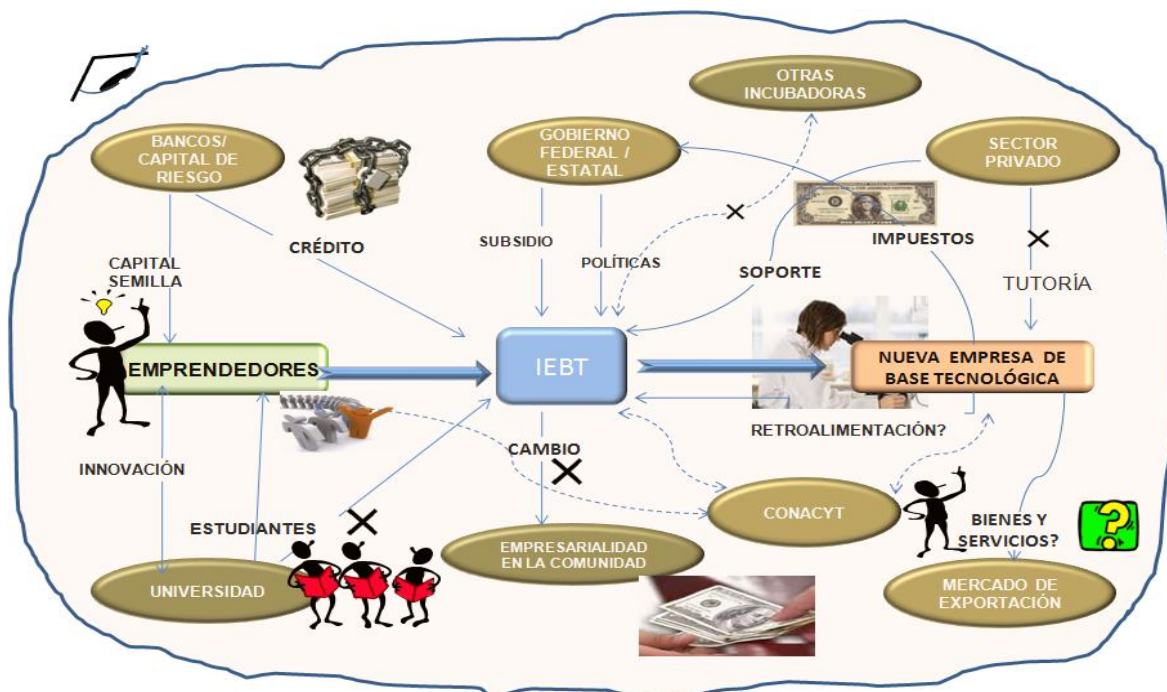 OTRAS
INCUBADORAS
BANCOS/
CAPITAL DE
RIESGO
GOBIERNO
FEDERAL /
ESTATAL
SECTOR
PRIVADO
CRÉDITO
SUBSIDIO
POLÍTICAS
SOPORTE
IMPUESTOS
TUTORÍA
CAPITAL
SEMILLA
EMPRENDEDORES
IEBT
NUEVA EMPRESA DE
BASE TECNOLÓGICA
RETROALIMENTACIÓN?
CAMBIO
INNOVACIÓN
ESTUDIANTES
CONACYT
BIENES Y
SERVICIOS?
EMPRESARIALIDAD
EN LA COMUNIDAD
UNIVERSIDAD
MERCADO DE
EXPORTACIÓN